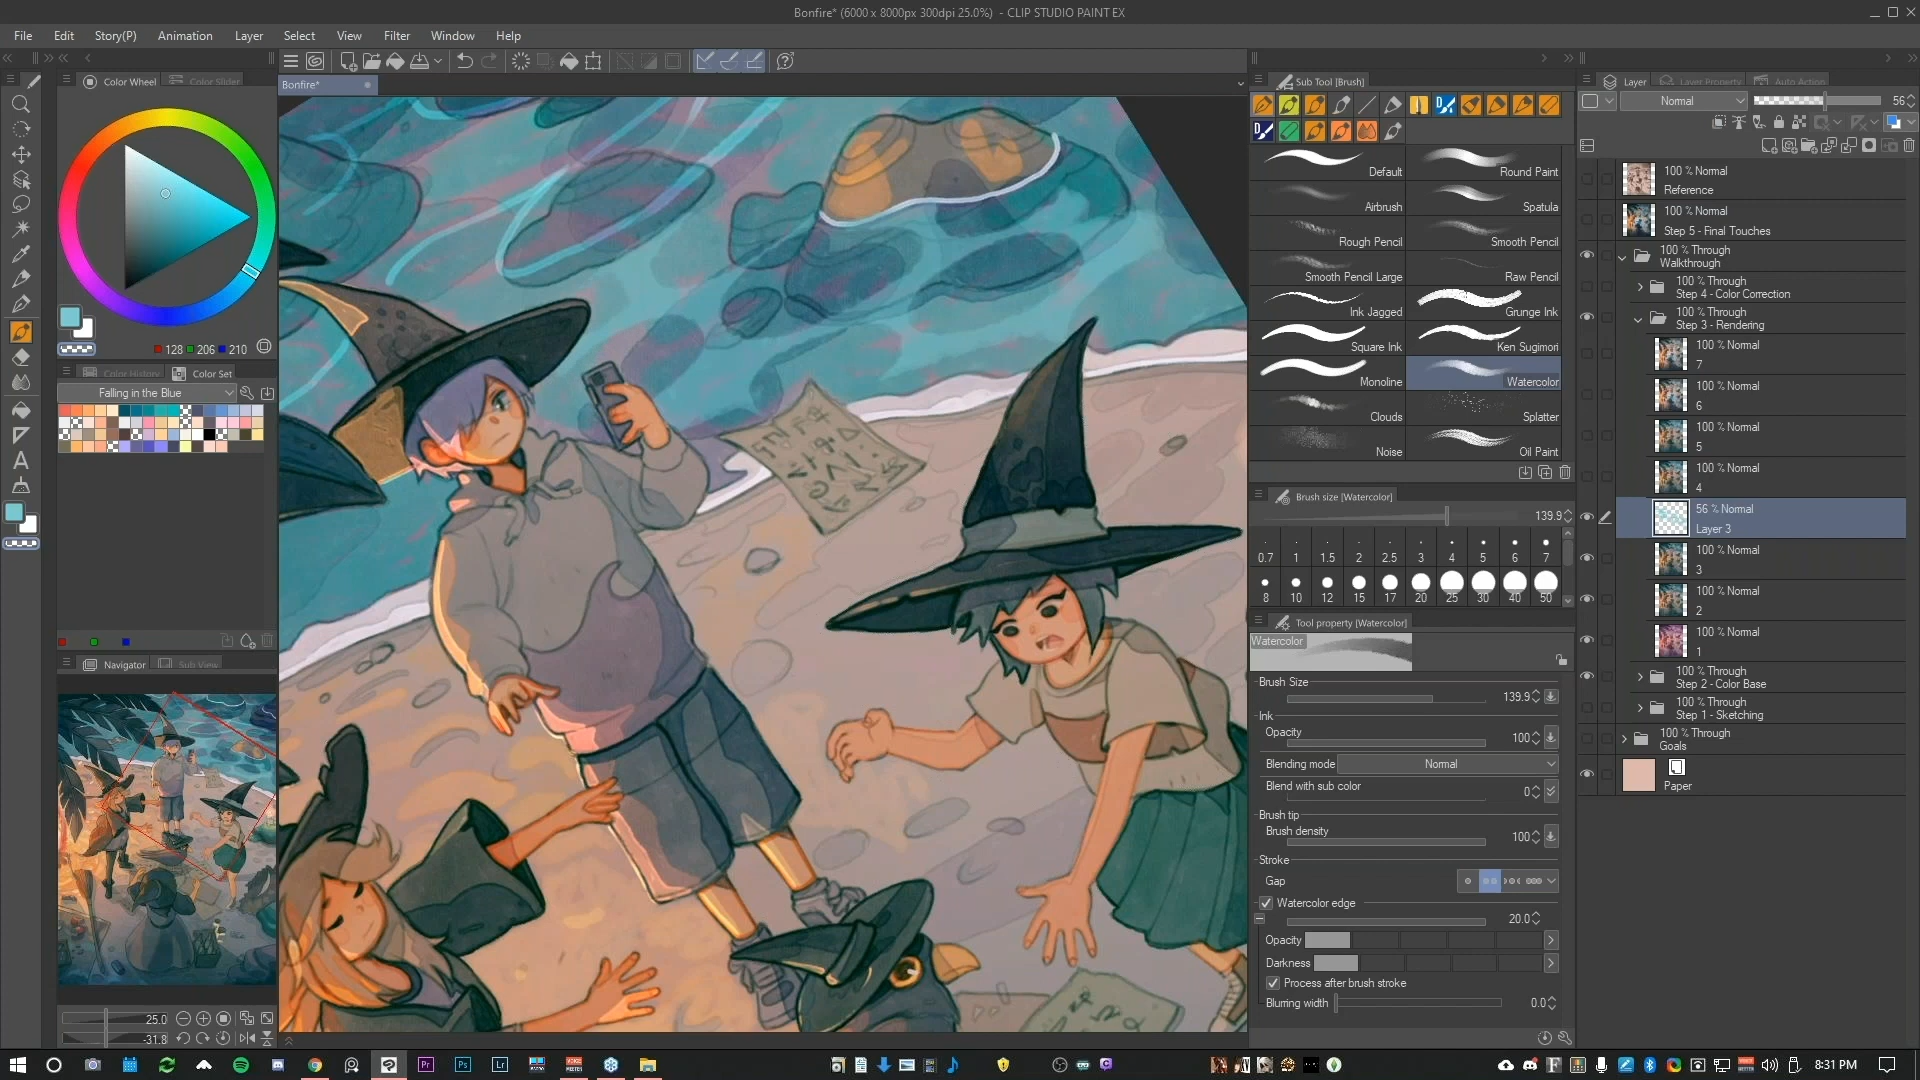 Bonfire* (6000 x 8000px 300dpi 25.0%) - CLIP STUDIO PAINT EX
File Edit Story(P) Animation Layer Select View Filter Window Help
Color Wheel Color Slider
Bonfire*
128 206 210
Color History Color Set
Falling in the Blue
Navigator Sub View
25.0
-31.8
Sub Tool [Brush]
Default Round Paint
Airbrush Spatula
Rough Pencil Smooth Pencil
Smooth Pencil Large Raw Pencil
Ink Jagged Grunge Ink
Square Ink Ken Sugimori
Monoline Watercolor
Clouds Splatter
Noise Oil Paint
Brush size [Watercolor]
139.9
0.7 1 1.5 2 2.5 3 4 5 6 7
8 10 12 15 17 20 25 30 40 50
Tool property [Watercolor]
Watercolor
Brush Size 139.9
Ink
Opacity 100
Blending mode Normal
Blend with sub color 0
Brush tip
Brush density 100
Stroke
Gap
Watercolor edge
20.0
Opacity
Darkness
Process after brush stroke
Blurring width 0.0
Layer Layer Property Auto Action
Normal 56
100 % Normal
Reference
100 % Normal
Step 5 - Final Touches
100 % Through
Walkthrough
100 % Through
Step 4 - Color Correction
100 % Through
Step 3 - Rendering
100 % Normal
7
100 % Normal
6
100 % Normal
5
100 % Normal
4
56 % Normal
Layer 3
100 % Normal
3
100 % Normal
2
100 % Normal
1
100 % Through
Step 2 - Color Base
100 % Through
Step 1 - Sketching
100 % Through
Goals
Paper
Pr Ps Lr
8:31 PM